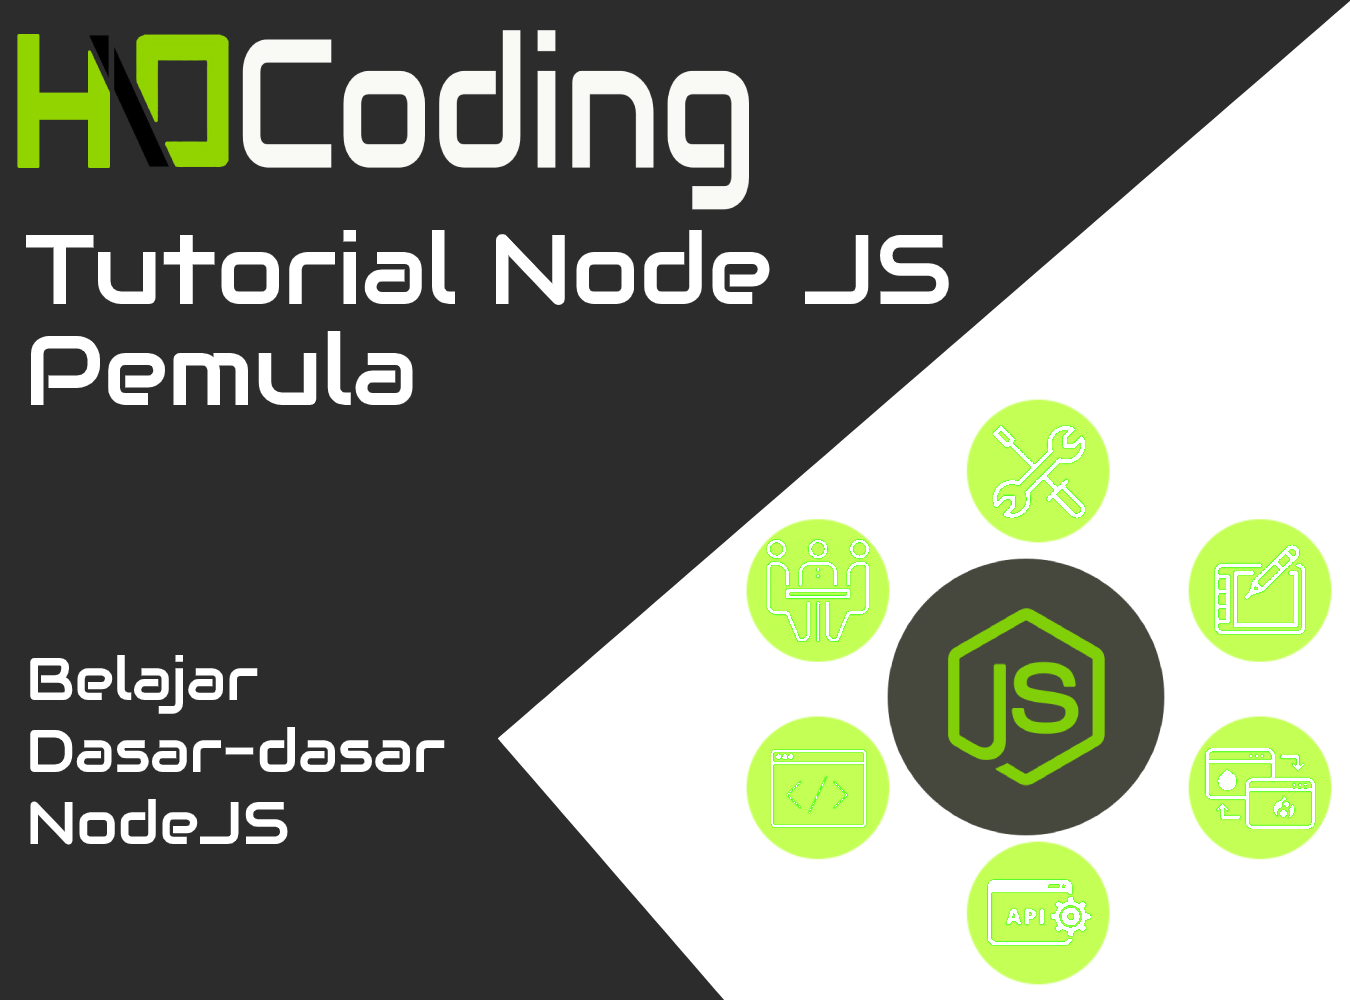 HDCoding
Tutorial Node JS
Pemula
Belajar
Dasar-dasar
NodeJS
JS
</>
API